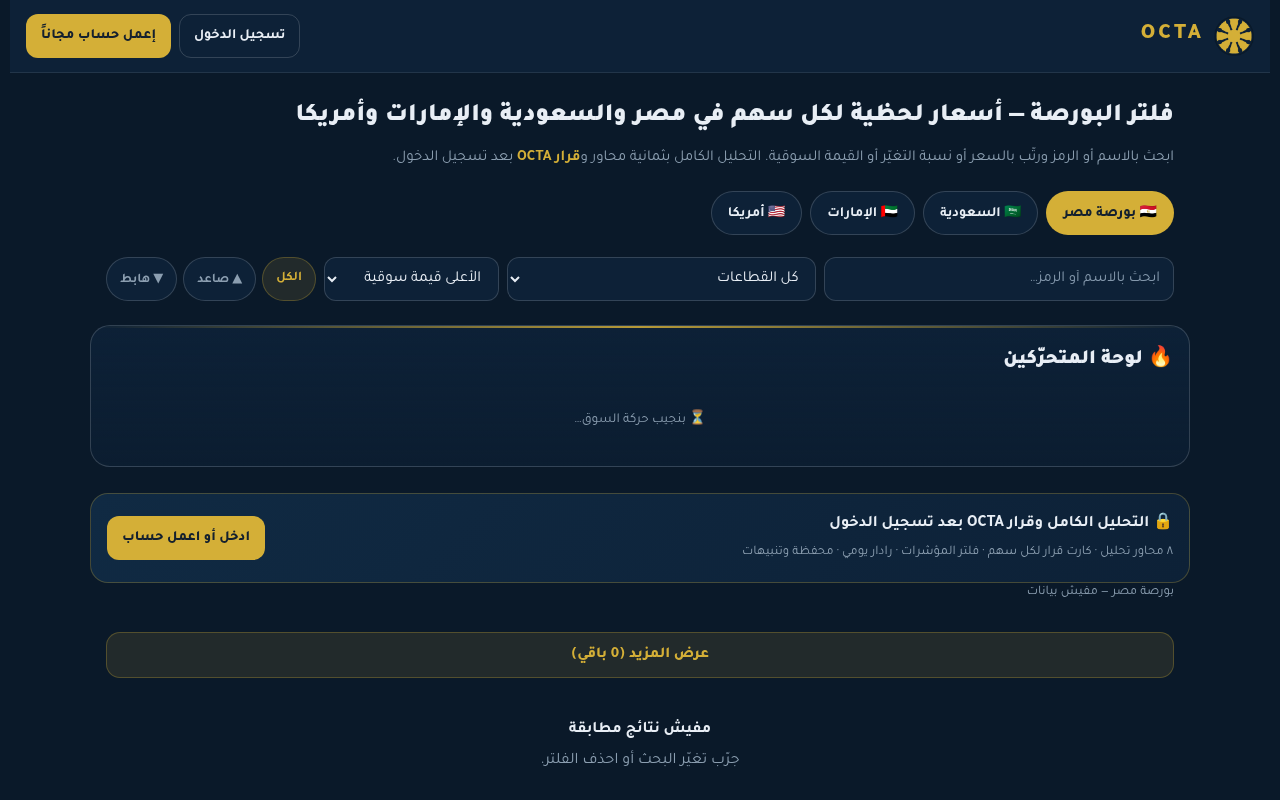 OCTA
تسجيل الدخول
إعمل حساب مجاناً
فلتر البورصة — أسعار لحظية لكل سهم في مصر والسعودية والإمارات وأمريكا
ابحث بالاسم أو الرمز ورتّب بالسعر أو نسبة التغيّر أو القيمة السوقية. التحليل الكامل بثمانية محاور وقرار OCTA بعد تسجيل الدخول.
بورصة مصر
السعودية
الإمارات
أمريكا
ابحث بالاسم أو الرمز…
كل القطاعات
الأعلى قيمة سوقية
الكل
▲ صاعد
▼ هابط
🔥 لوحة المتحرّكين
⏳ بنجيب حركة السوق…
🔒 التحليل الكامل وقرار OCTA بعد تسجيل الدخول
٨ محاور تحليل · كارت قرار لكل سهم · فلتر المؤشرات · رادار يومي · محفظة وتنبيهات
ادخل أو اعمل حساب
بورصة مصر — مفيش بيانات
عرض المزيد (0 باقي)
مفيش نتائج مطابقة
جرّب تغيّر البحث أو احذف الفلتر.